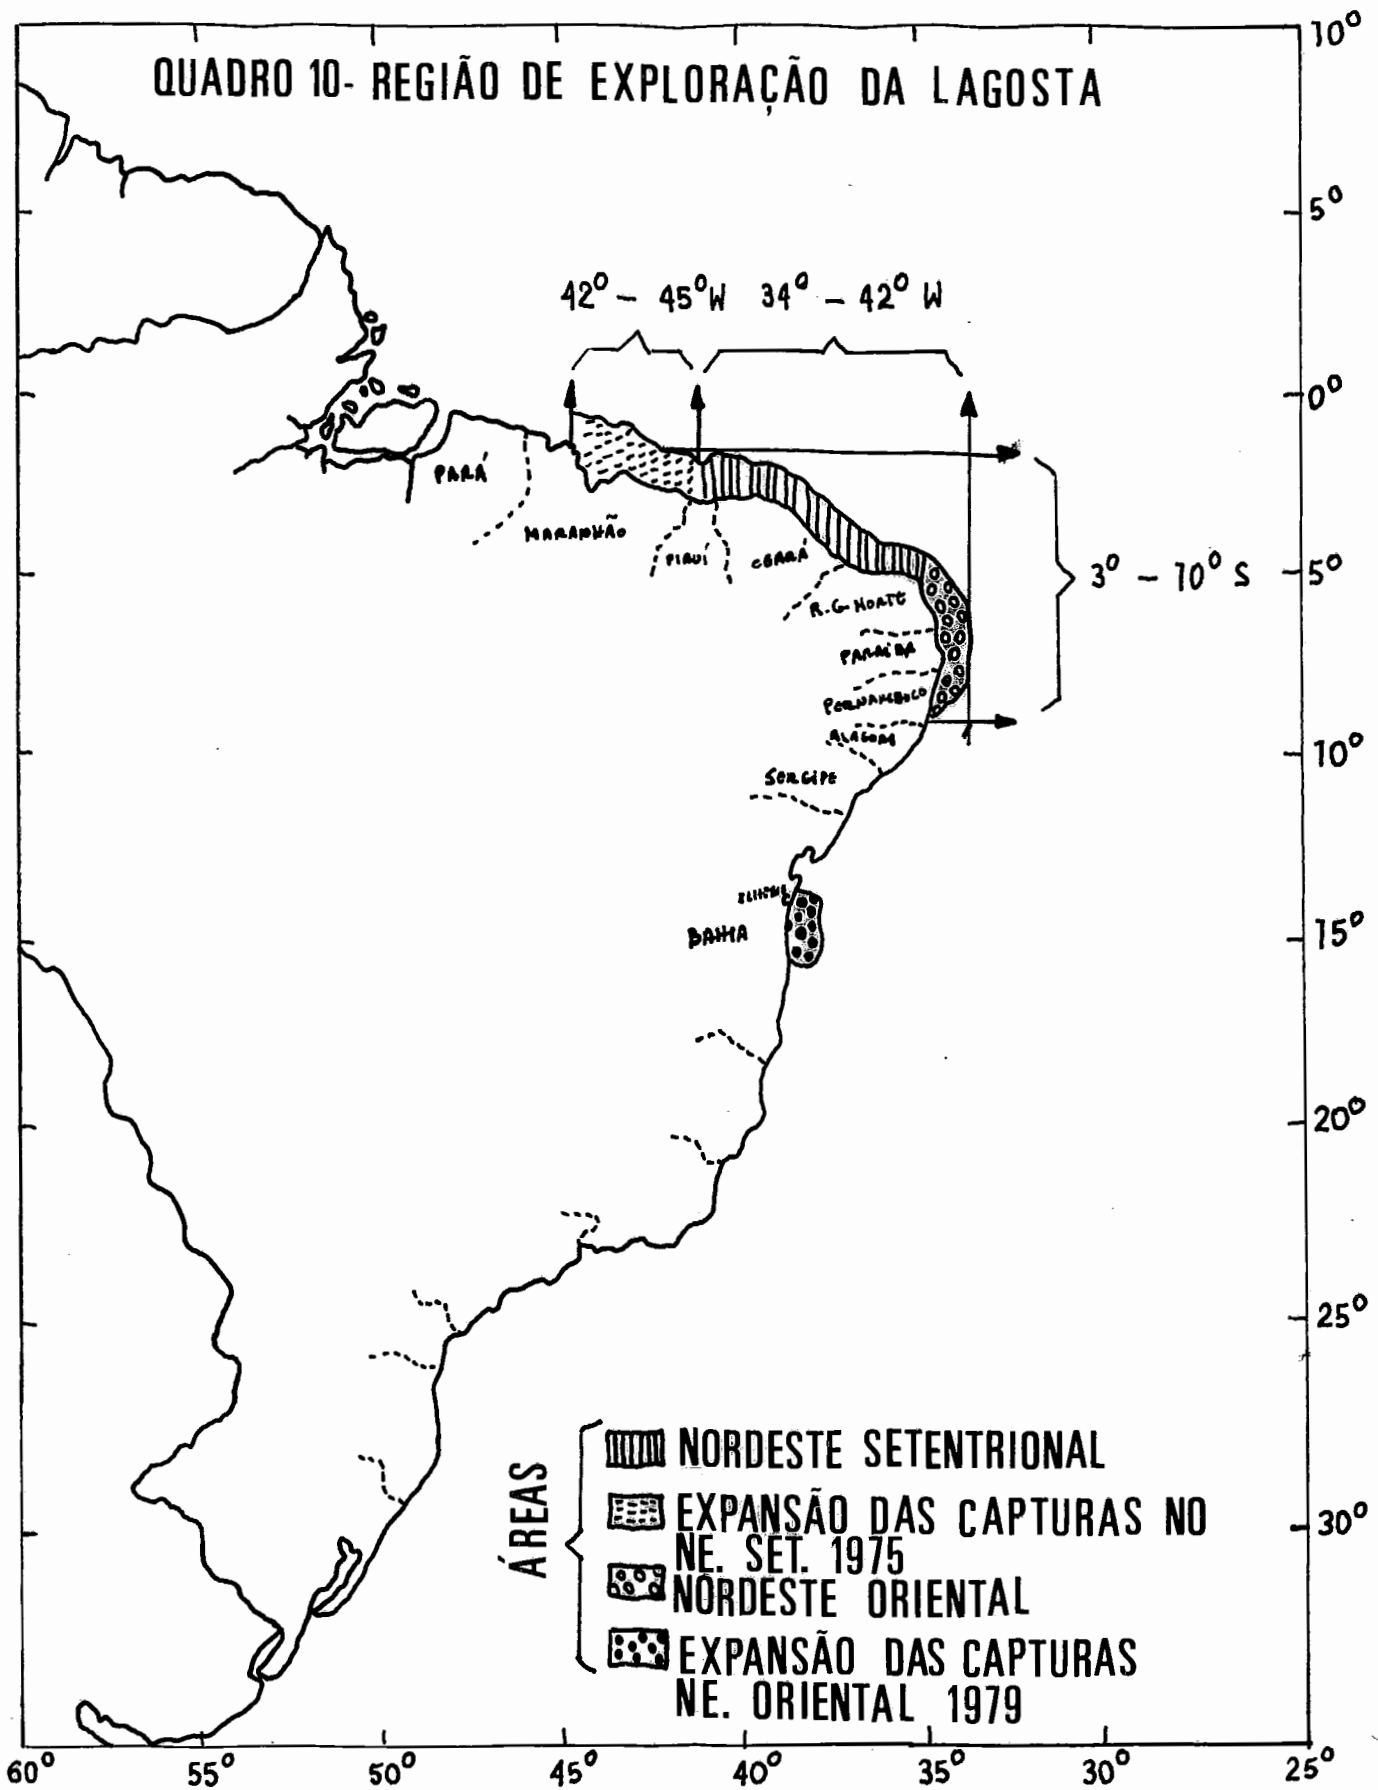 QUADRO 10- REGIÃO DE EXPLORAÇÃO DA LAGOSTA
10°
5°
42° - 45°W 34° - 42° W
0°
PARÁ
MARANHÃO
PIAUÍ
CEARÁ
5°
3° - 10° S
R.G.NORTE
PARAÍBA
PERNAMBUCO
ALAGOAS
10°
SERGIPE
15°
BAHIA
20°
25°
ÁREAS
NORDESTE SETENTRIONAL
EXPANSÃO DAS CAPTURAS NO
NE. SET. 1975
30°
NORDESTE ORIENTAL
EXPANSÃO DAS CAPTURAS
NE. ORIENTAL 1979
60° 55° 50° 45° 40° 35° 30° 25°